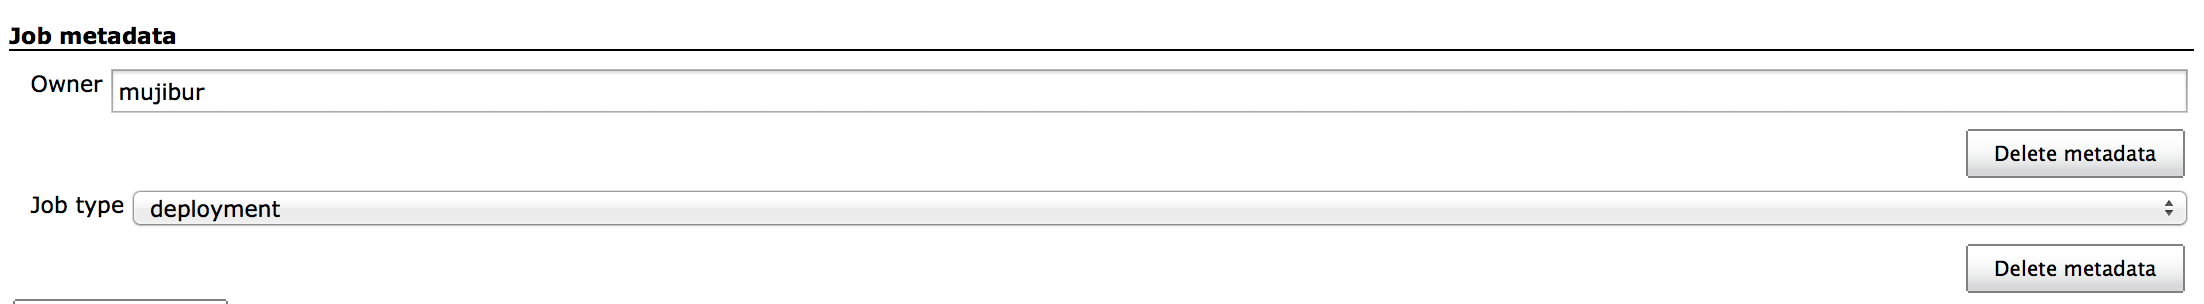 Job metadata
Owner mujibur
Delete metadata
Job type deployment
Delete metadata